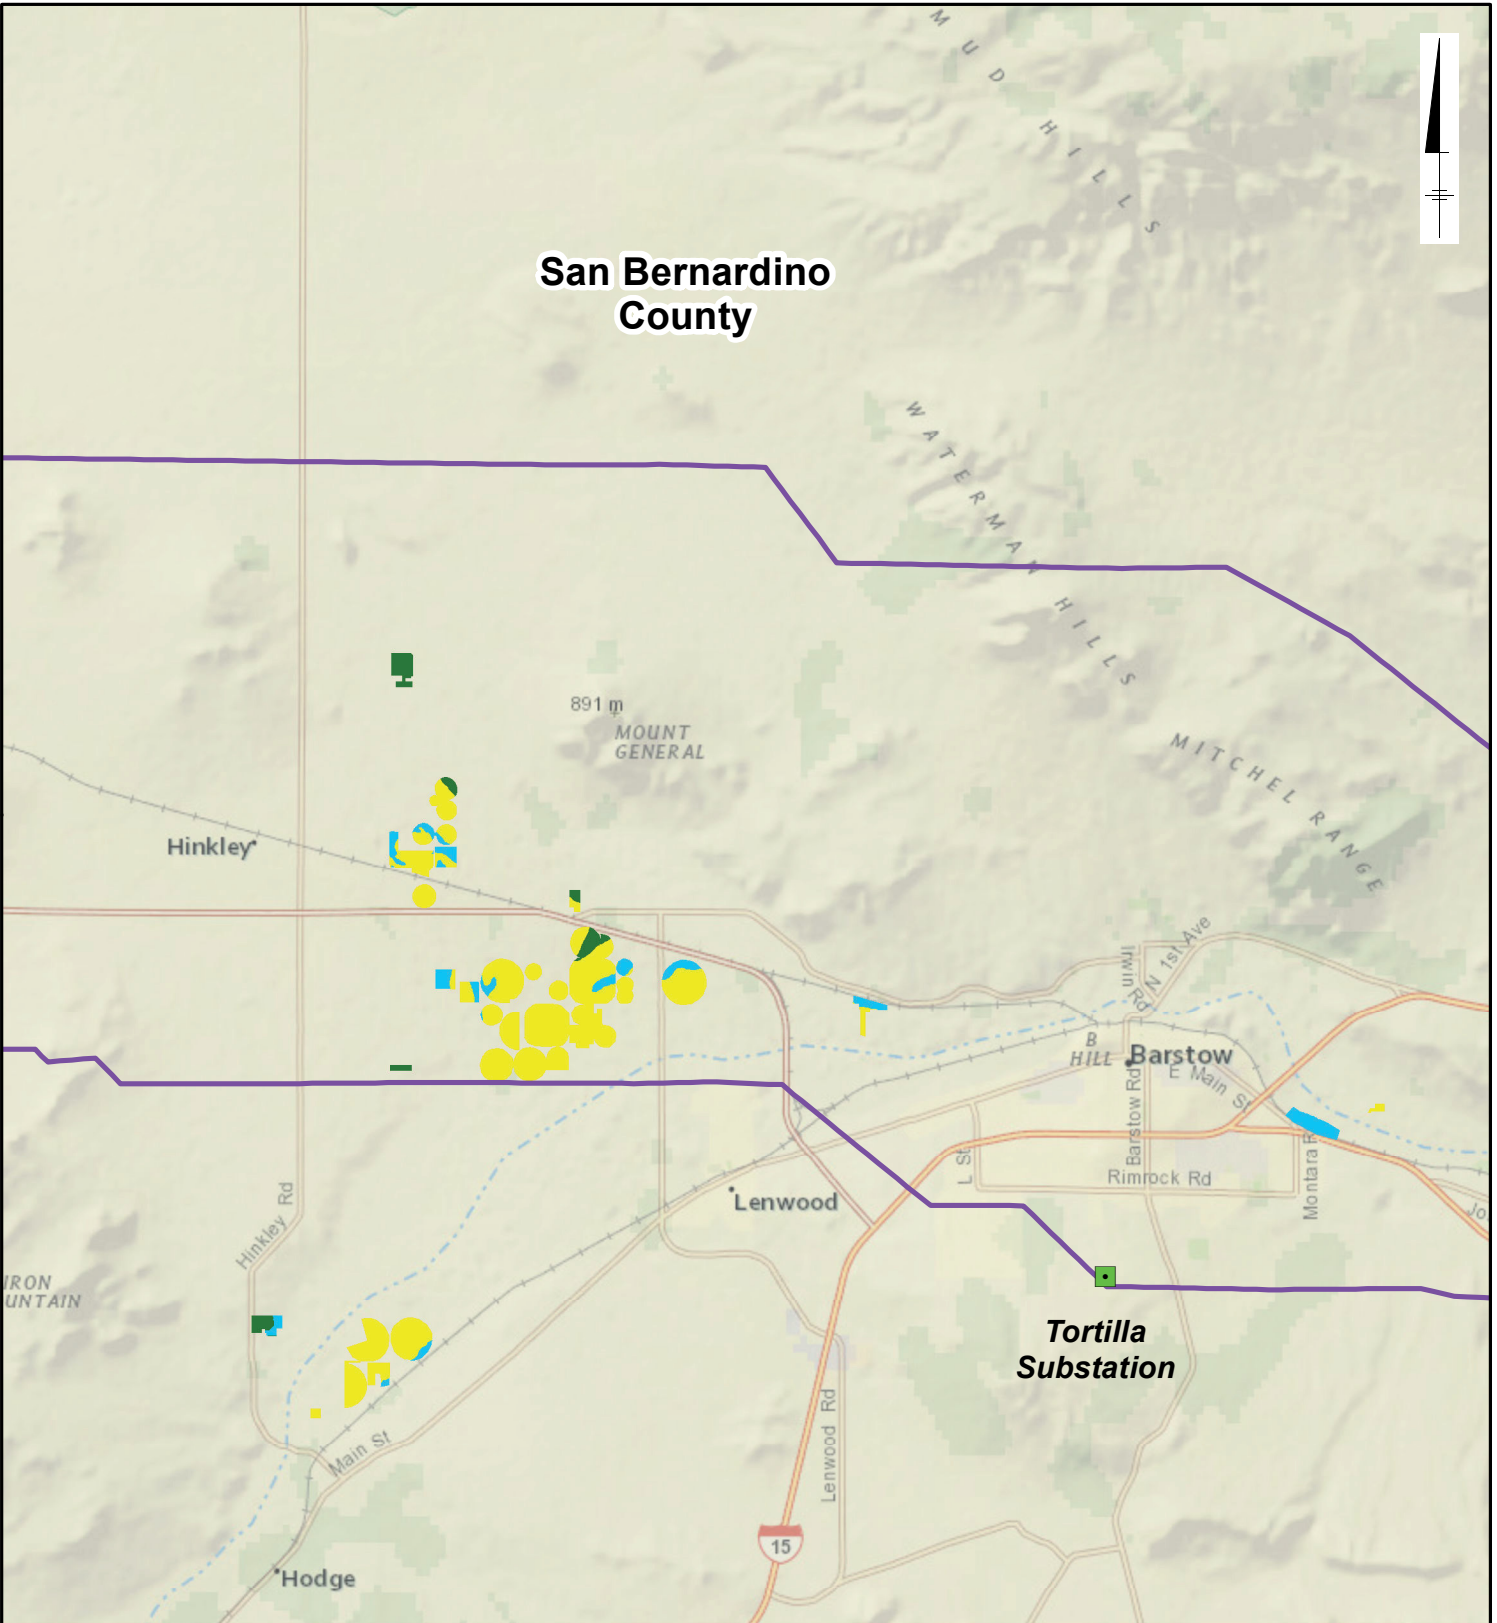 MUD HILLS
San Bernardino
County
WATERMAN HILLS
891 m
MOUNT
GENERAL
MITCHEL RANGE
Hinkley
Irwin Rd
N 1st Ave
B
HILL
Barstow
E Main St
Barstow Rd
L St
Rimrock Rd
Montara R
Jo
Lenwood
Hinkley Rd
IRON
UNTAIN
Tortilla
Substation
Main St
Lenwood Rd
15
Hodge